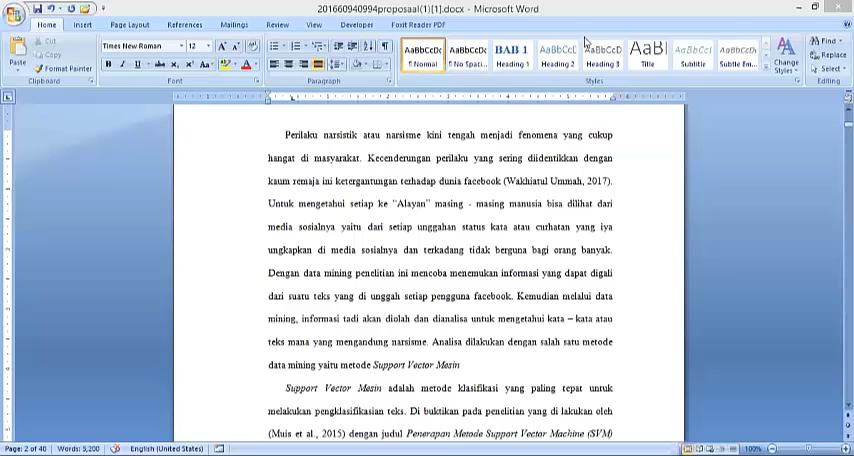 201660940994proposaal(1)[1].docx - Microsoft Word
Home Insert Page Layout References Mailings Review View Developer Foxit Reader PDF
Paste Cut Copy Format Painter
Times New Roman 12
AaBbCcDc AaBbCcDc BAB 1 AaBbCcD AaBbCcD AaB AaBbCcD AaBbCcDc
¶ Normal ¶ No Spaci... Heading 1 Heading 2 Heading 3 Title Subtitle Subtle Em...
Change Styles
Find Replace Select
Clipboard Font Paragraph Styles Editing
Perilaku narsistik atau narsisme kini tengah menjadi fenomena yang cukup
hangat di masyarakat. Kecenderungan perilaku yang sering diidentikkan dengan
kaum remaja ini ketergantungan terhadap dunia facebook (Wakhiatul Ummah, 2017).
Untuk mengetahui setiap ke "Alayan" masing - masing manusia bisa dilihat dari
media sosialnya yaitu dari setiap unggahan status kata atau curhatan yang iya
ungkapkan di media sosialnya dan terkadang tidak berguna bagi orang banyak.
Dengan data mining penelitian ini mencoba menemukan informasi yang dapat digali
dari suatu teks yang di unggah setiap pengguna facebook. Kemudian melalui data
mining, informasi tadi akan diolah dan dianalisa untuk mengetahui kata – kata atau
teks mana yang mengandung narsisme. Analisa dilakukan dengan salah satu metode
data mining yaitu metode Support Vector Mesin
Support Vector Mesin adalah metode klasifikasi yang paling tepat untuk
melakukan pengklasifikasian teks. Di buktikan pada penelitian yang di lakukan oleh
(Muis et al., 2015) dengan judul Penerapan Metode Support Vector Machine (SVM)
Page: 2 of 40 Words: 5,200 English (United States) 100%